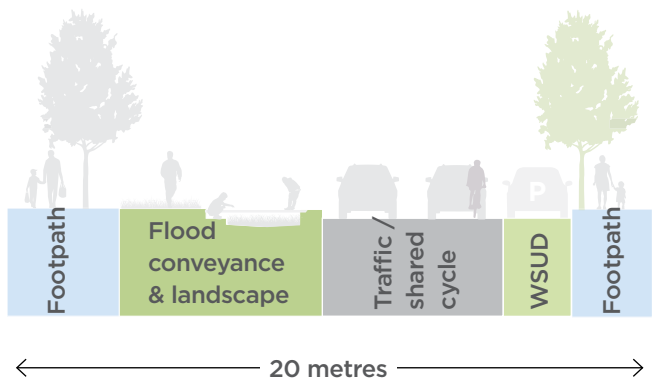 P
Footpath
Flood
conveyance
& landscape
Traffic /
shared
cycle
WSUD
Footpath
20 metres